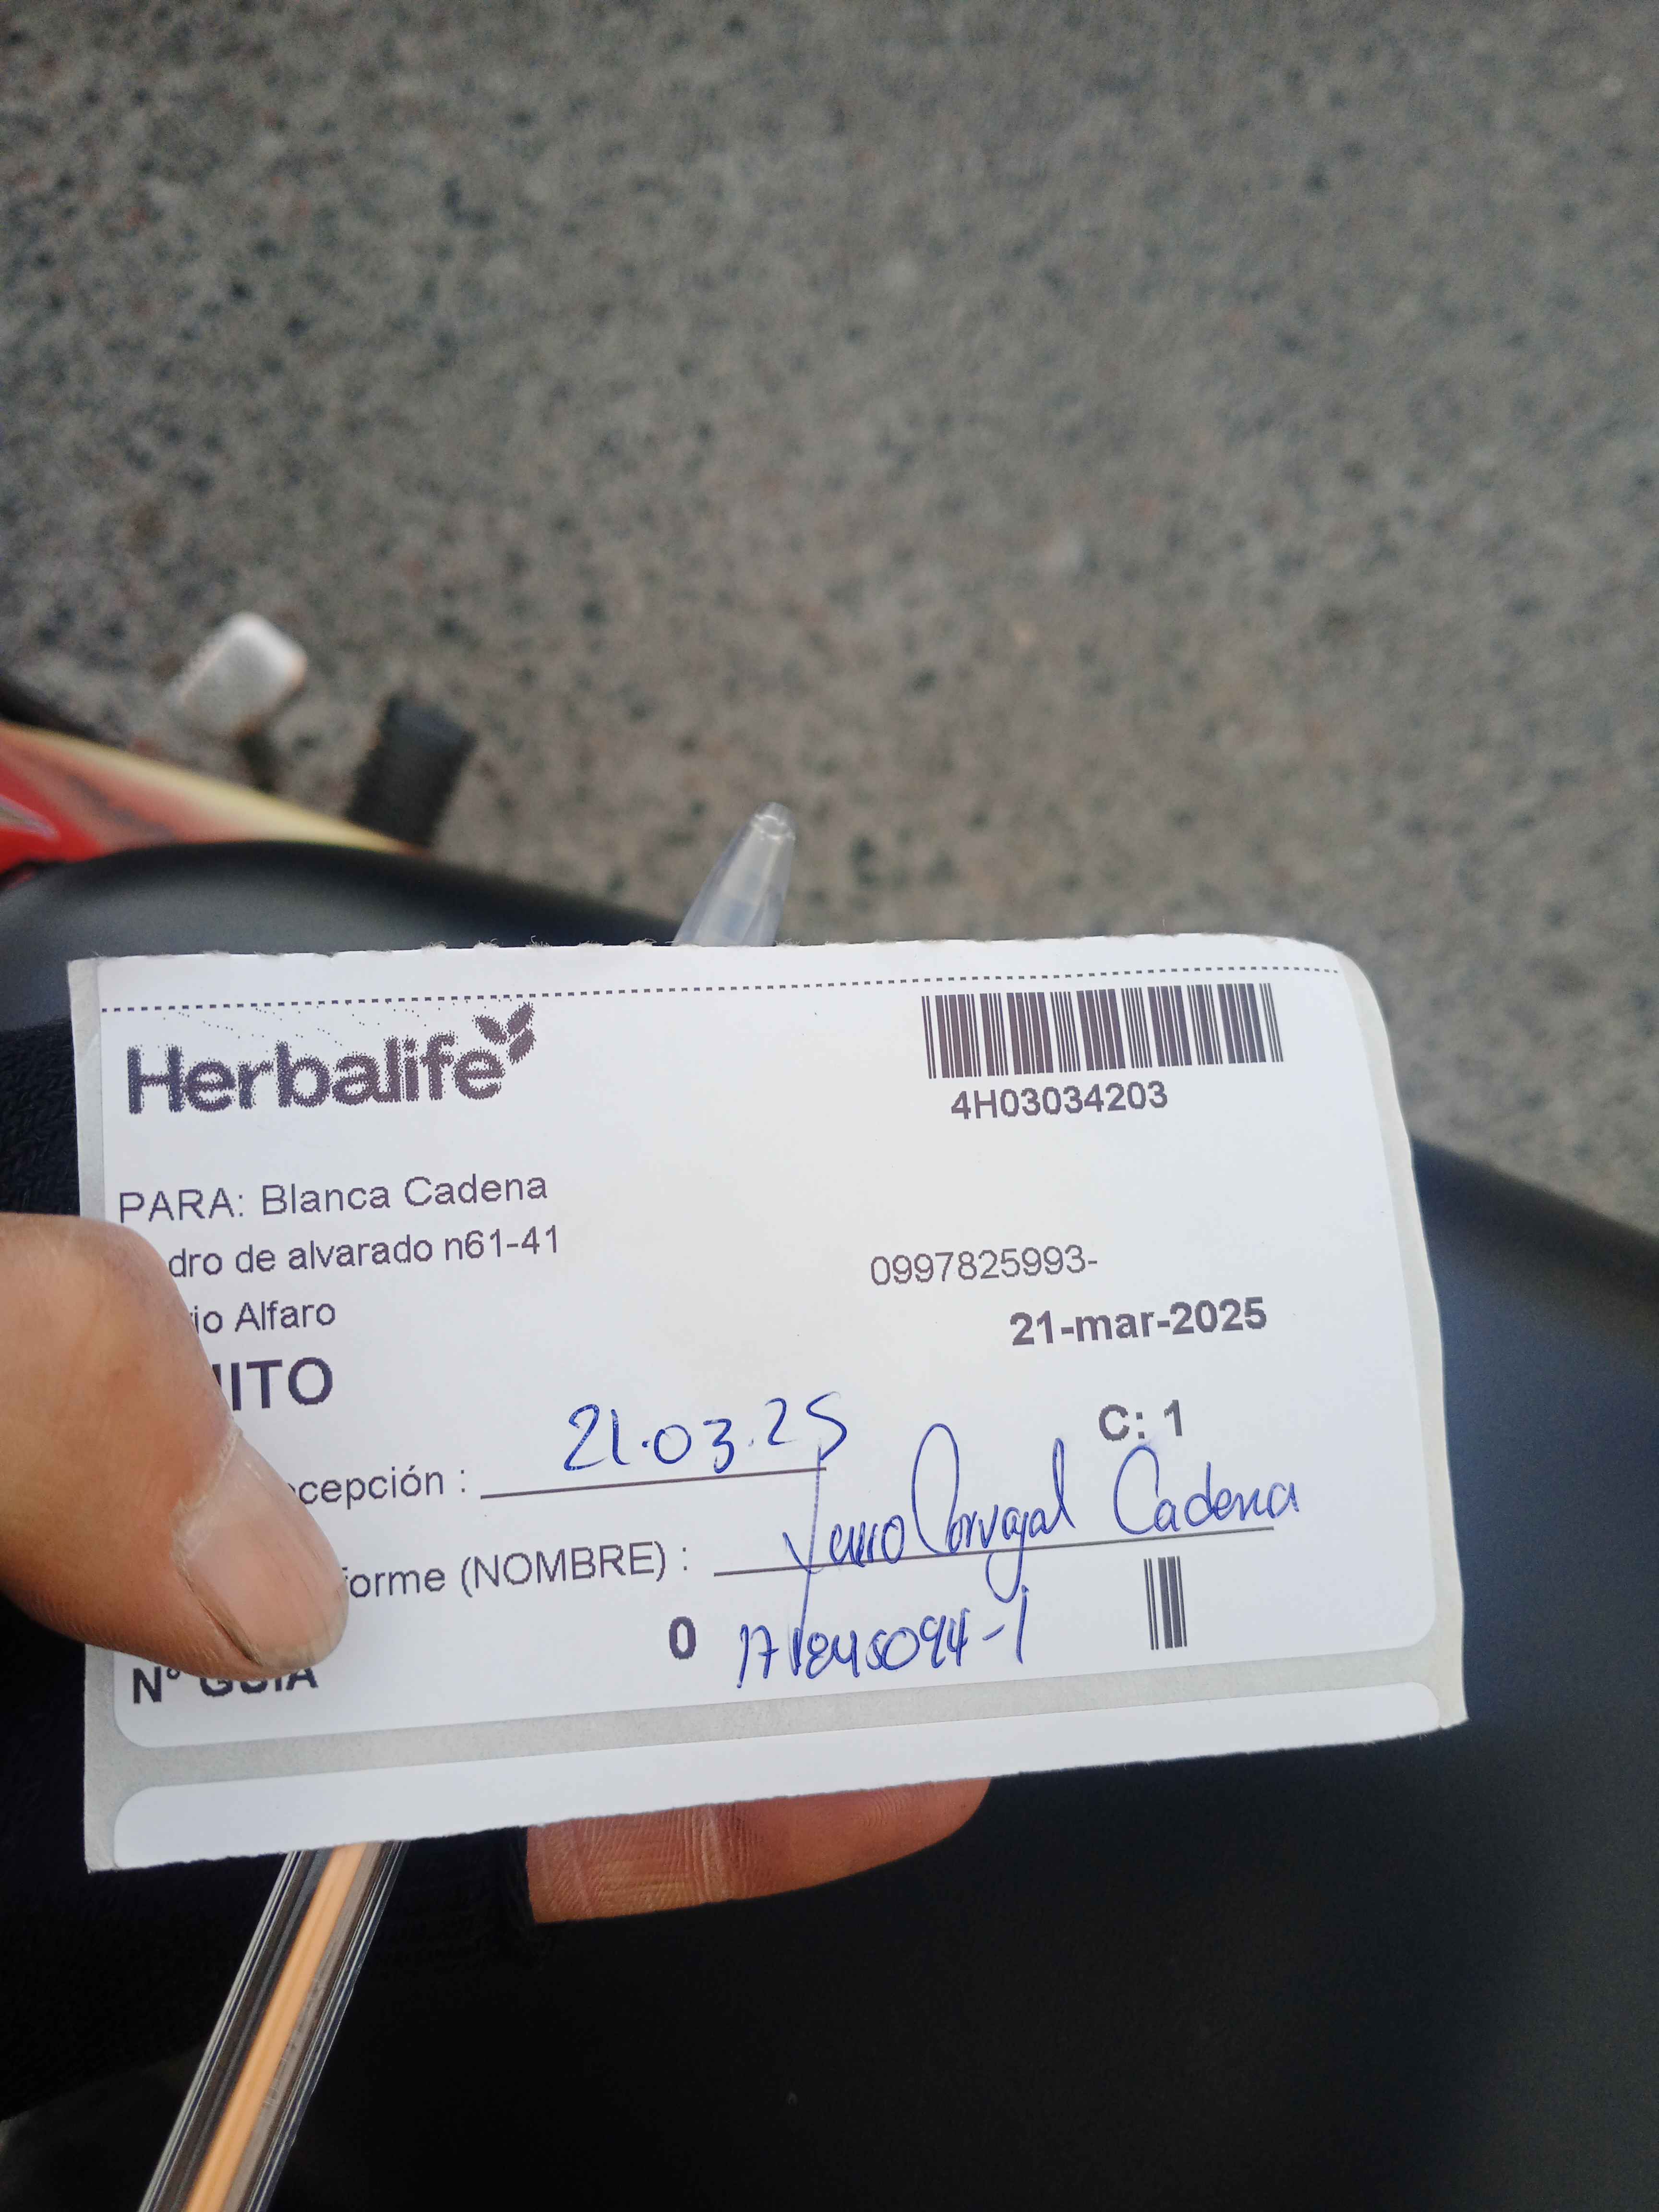 Herbalife
4H03034203
PARA: Blanca Cadena
dro de alvarado n61-41
0997825993-
io Alfaro
21-mar-2025
ITO
C: 1
cepción : 21.03.25
forme (NOMBRE) : Carvajal Cadena
0
N° GUIA